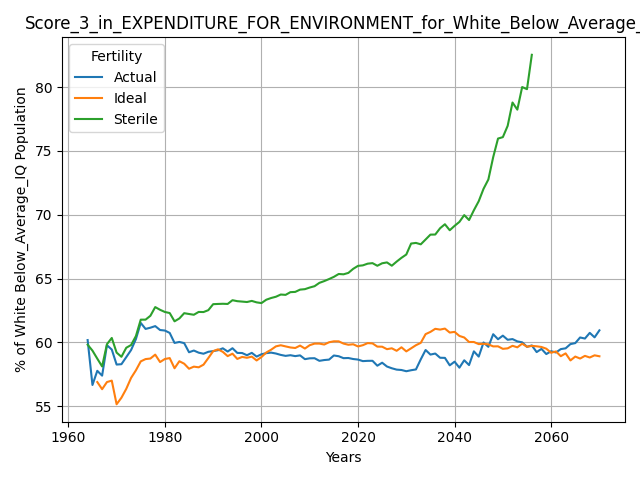 Score_3_in_EXPENDITURE_FOR_ENVIRONMENT_for_White_Below_Average_
Fertility
Actual
Ideal
Sterile
% of White Below_Average_IQ Population
80
75
70
65
60
55
1960
1980
2000
2020
2040
2060
Years